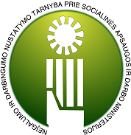 NEĮGALUMO IR DARBINGUMO NUSTATYMO TARNYBA PRIE SOCIALINĖS APSAUGOS IR DARBO MINISTERIJOS